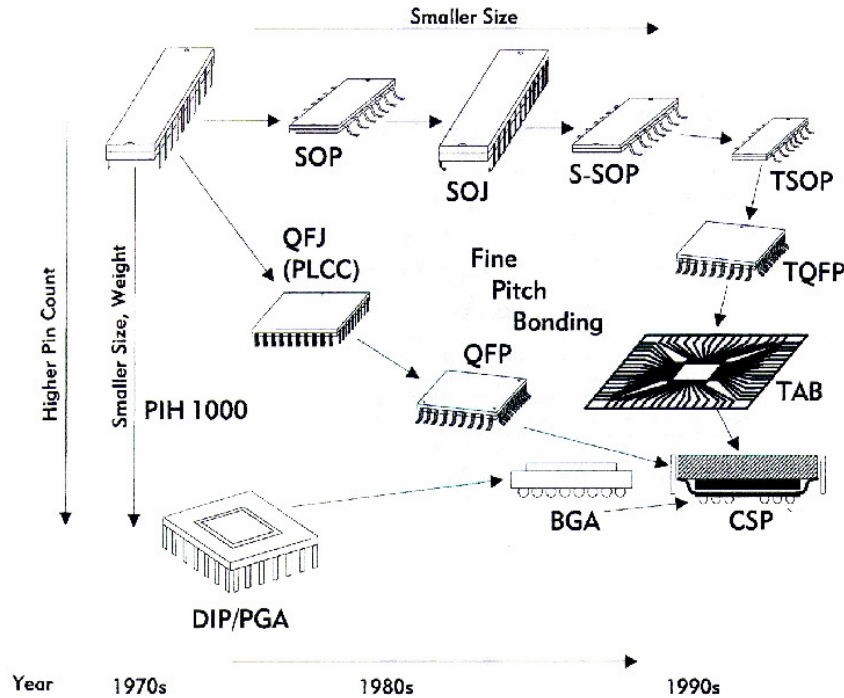 Smaller Size
SOP
SOJ
S-SOP
TSOP
QFJ
(PLCC)
Fine
Pitch
Bonding
TQFP
Higher Pin Count
Smaller Size, Weight
PIH 1000
QFP
TAB
BGA
CSP
DIP/PGA
Year 1970s 1980s 1990s